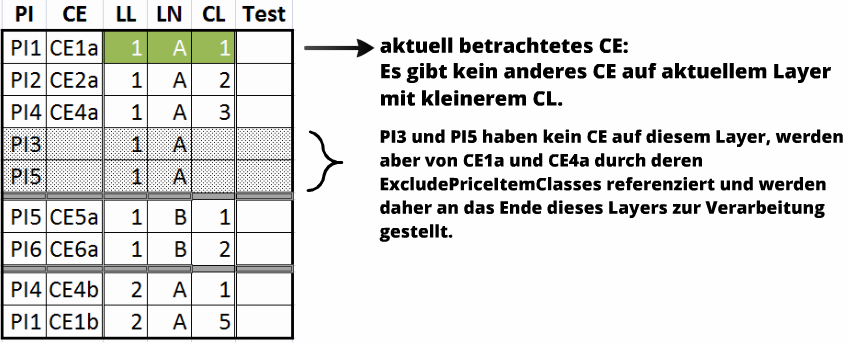 PI CE LL LN CL Test
PI1 CE1a 1 A 1
PI2 CE2a 1 A 2
PI4 CE4a 1 A 3
PI3 1 A
PI5 1 A
PI5 CE5a 1 B 1
PI6 CE6a 1 B 2
PI4 CE4b 2 A 1
PI1 CE1b 2 A 5
aktuell betrachtetes CE:
Es gibt kein anderes CE auf aktuellem Layer
mit kleinerem CL.
PI3 und PI5 haben kein CE auf diesem Layer, werden
aber von CE1a und CE4a durch deren
ExcludePriceItemClasses referenziert und werden
daher an das Ende dieses Layers zur Verarbeitung
gestellt.